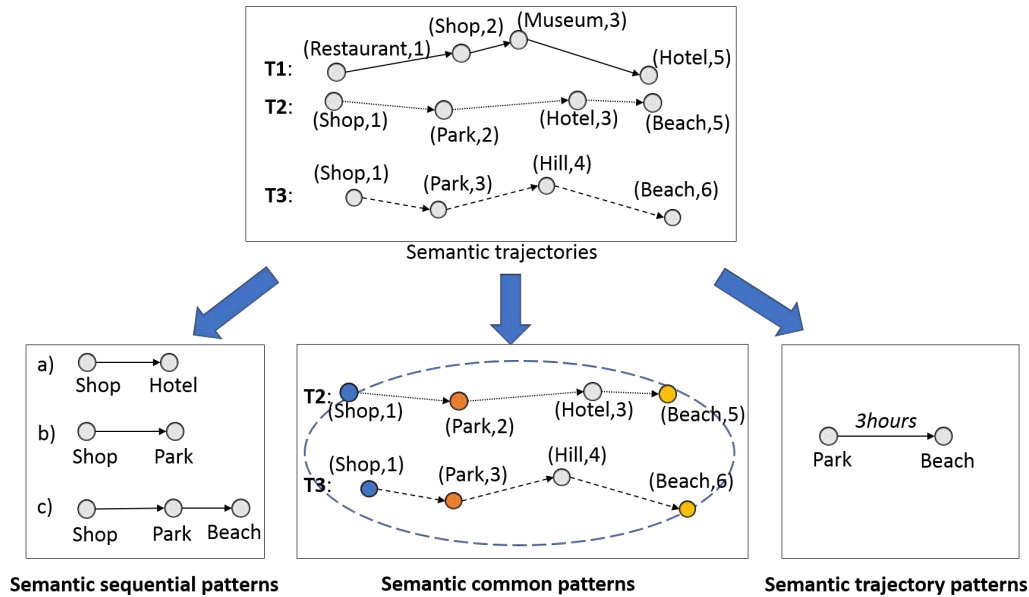 (Restaurant,1) (Shop,2) (Museum,3) (Hotel,5)
T1:
T2:
(Shop,1) (Park,2) (Hotel,3) (Beach,5)
T3:
(Shop,1) (Park,3) (Hill,4) (Beach,6)
Semantic trajectories
a)
Shop Hotel
b)
Shop Park
c)
Shop Park Beach
Semantic sequential patterns
T2:
(Shop,1) (Park,2) (Hotel,3) (Beach,5)
T3:
(Shop,1) (Park,3) (Hill,4) (Beach,6)
Semantic common patterns
3hours
Park Beach
Semantic trajectory patterns